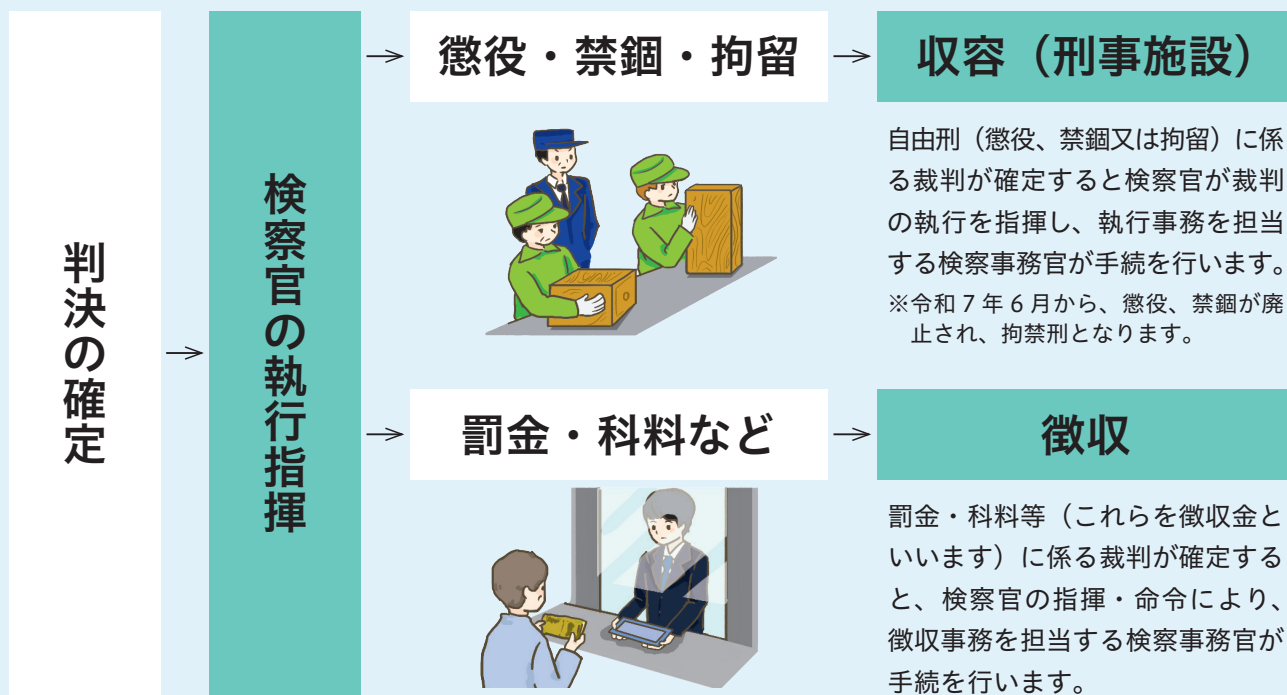 判決の確定
検察官の執行指揮
懲役・禁錮・拘留
収容（刑事施設）
自由刑（懲役、禁錮又は拘留）に係
る裁判が確定すると検察官が裁判
の執行を指揮し、執行事務を担当
する検察事務官が手続を行います。
※令和７年６月から、懲役、禁錮が廃
止され、拘禁刑となります。
罰金・科料など
徴収
罰金・科料等（これらを徴収金と
いいます）に係る裁判が確定する
と、検察官の指揮・命令により、
徴収事務を担当する検察事務官が
手続を行います。